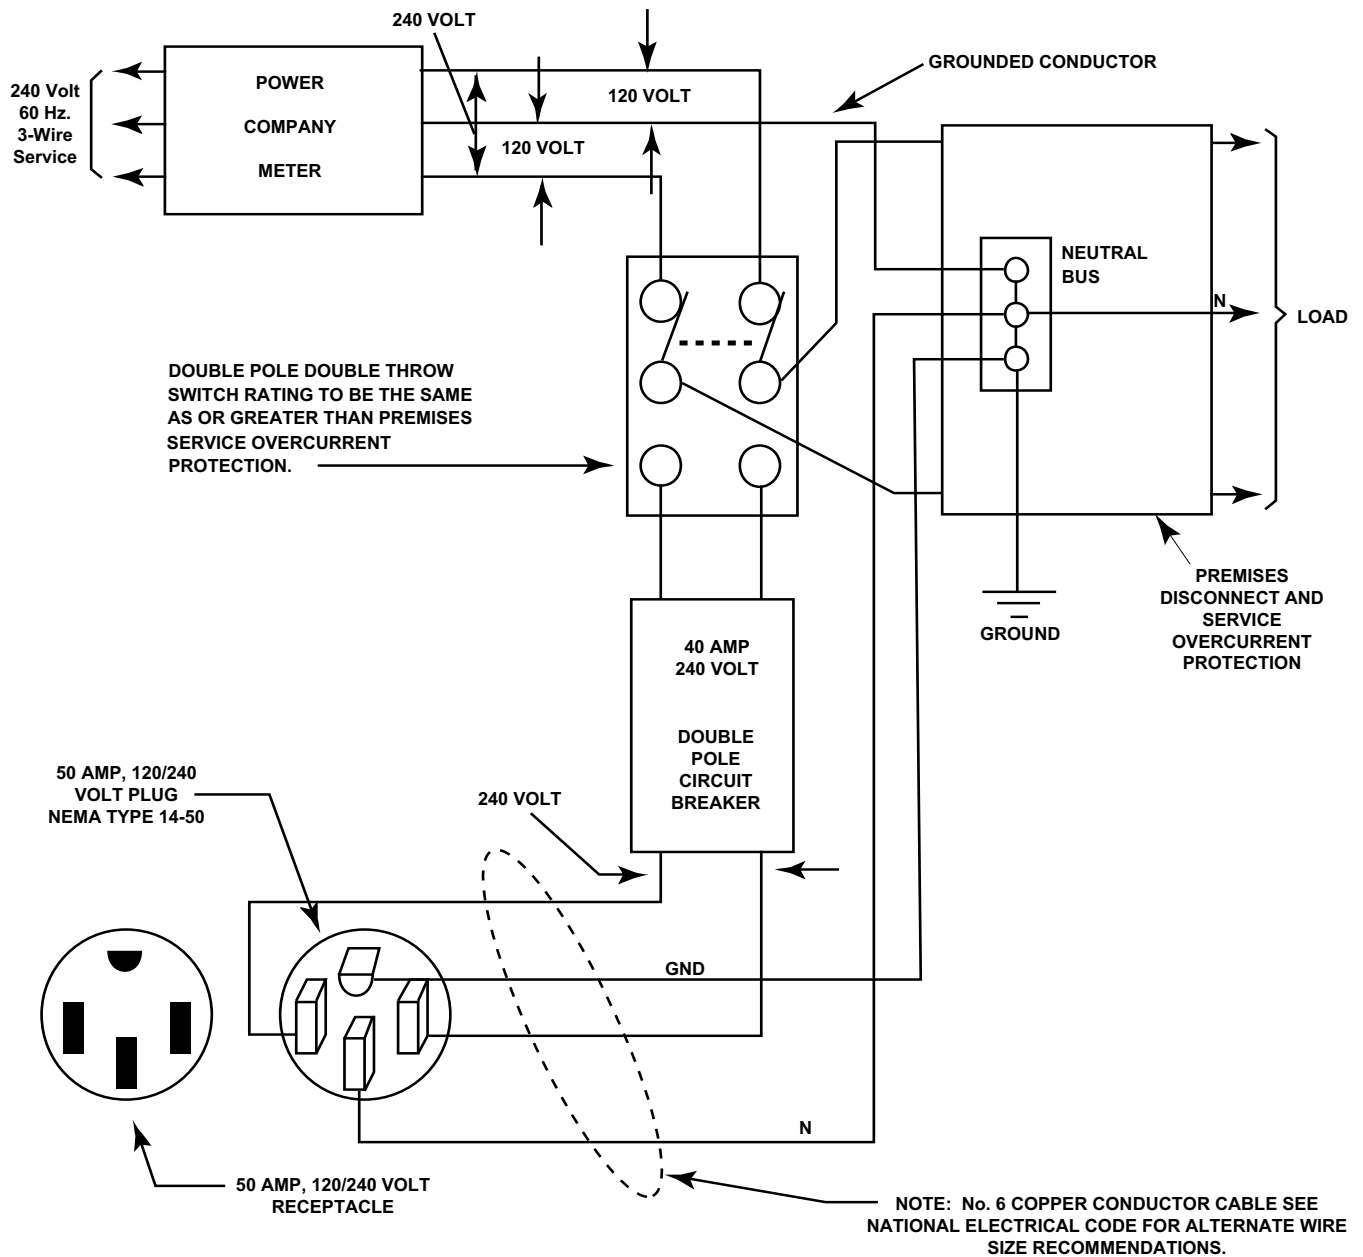 240 VOLT
240 Volt
60 Hz.
3-Wire
Service
POWER
COMPANY
METER
120 VOLT
120 VOLT
GROUNDED CONDUCTOR
NEUTRAL
BUS
N
LOAD
DOUBLE POLE DOUBLE THROW
SWITCH RATING TO BE THE SAME
AS OR GREATER THAN PREMISES
SERVICE OVERCURRENT
PROTECTION.
GROUND
PREMISES
DISCONNECT AND
SERVICE
OVERCURRENT
PROTECTION
40 AMP
240 VOLT
DOUBLE
POLE
CIRCUIT
BREAKER
50 AMP, 120/240
VOLT PLUG
NEMA TYPE 14-50
240 VOLT
GND
N
50 AMP, 120/240 VOLT
RECEPTACLE
NOTE: No. 6 COPPER CONDUCTOR CABLE SEE
NATIONAL ELECTRICAL CODE FOR ALTERNATE WIRE
SIZE RECOMMENDATIONS.